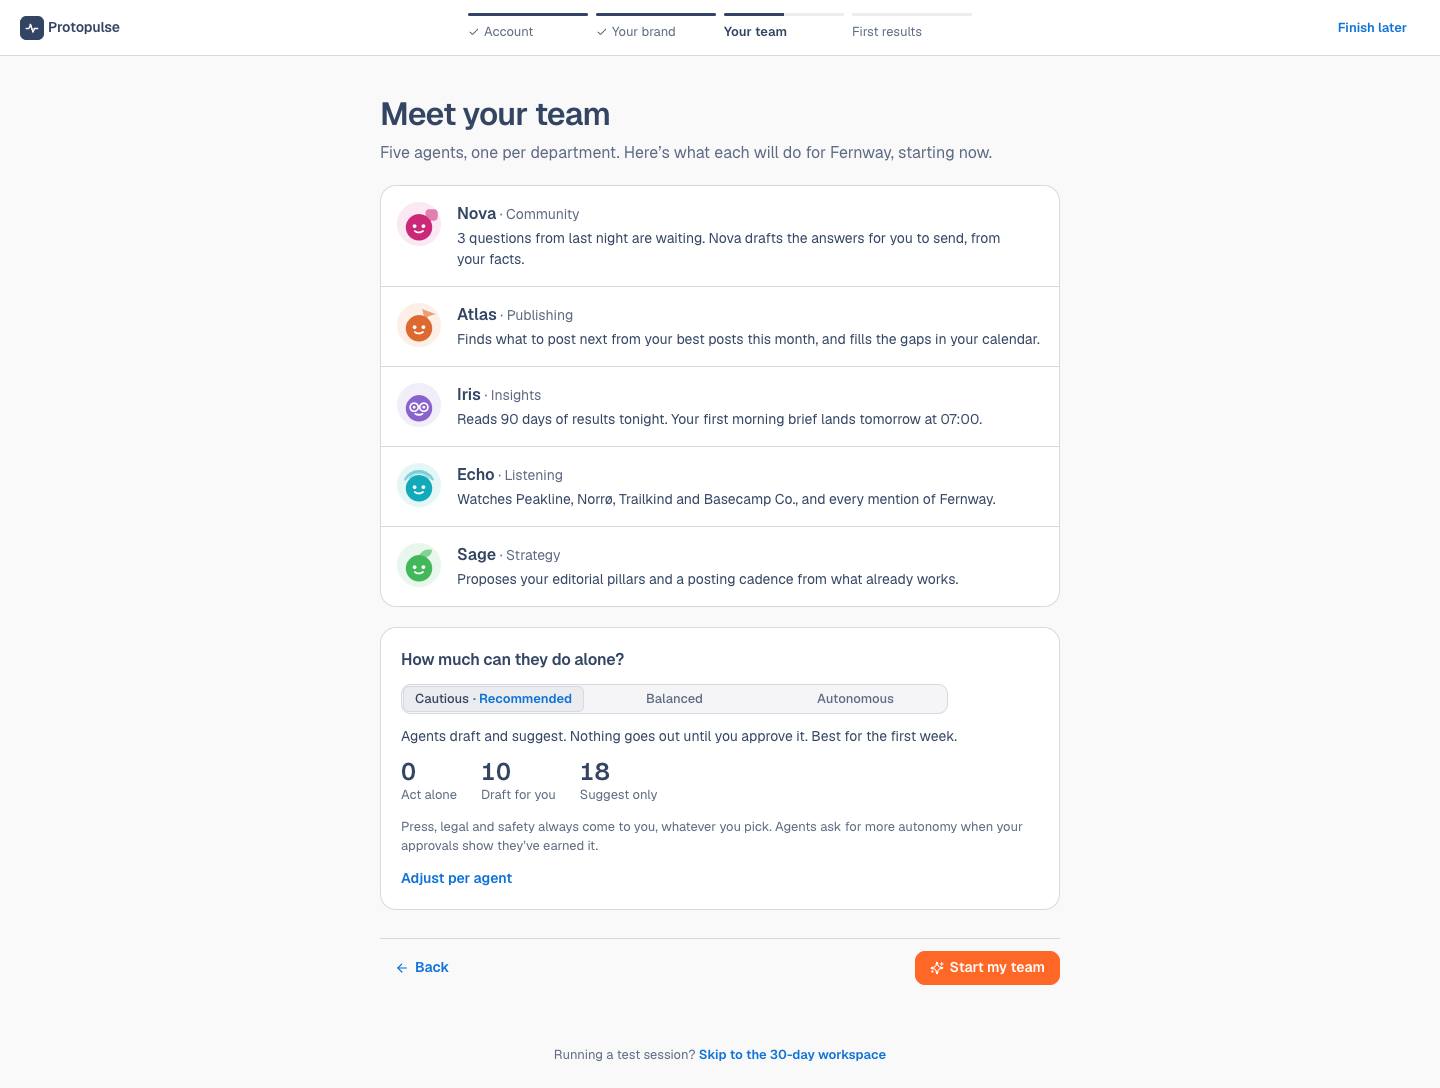 Protopulse
Account
Your brand
Your team
First results
Finish later
Meet your team
Five agents, one per department. Here’s what each will do for Fernway, starting now.
Nova · Community
3 questions from last night are waiting. Nova drafts the answers for you to send, from
your facts.
Atlas · Publishing
Finds what to post next from your best posts this month, and fills the gaps in your calendar.
Iris · Insights
Reads 90 days of results tonight. Your first morning brief lands tomorrow at 07:00.
Echo · Listening
Watches Peakline, Norrø, Trailkind and Basecamp Co., and every mention of Fernway.
Sage · Strategy
Proposes your editorial pillars and a posting cadence from what already works.
How much can they do alone?
Cautious · Recommended
Balanced
Autonomous
Agents draft and suggest. Nothing goes out until you approve it. Best for the first week.
0 10 18
Act alone Draft for you Suggest only
Press, legal and safety always come to you, whatever you pick. Agents ask for more autonomy when your
approvals show they've earned it.
Adjust per agent
Back
Start my team
Running a test session? Skip to the 30-day workspace